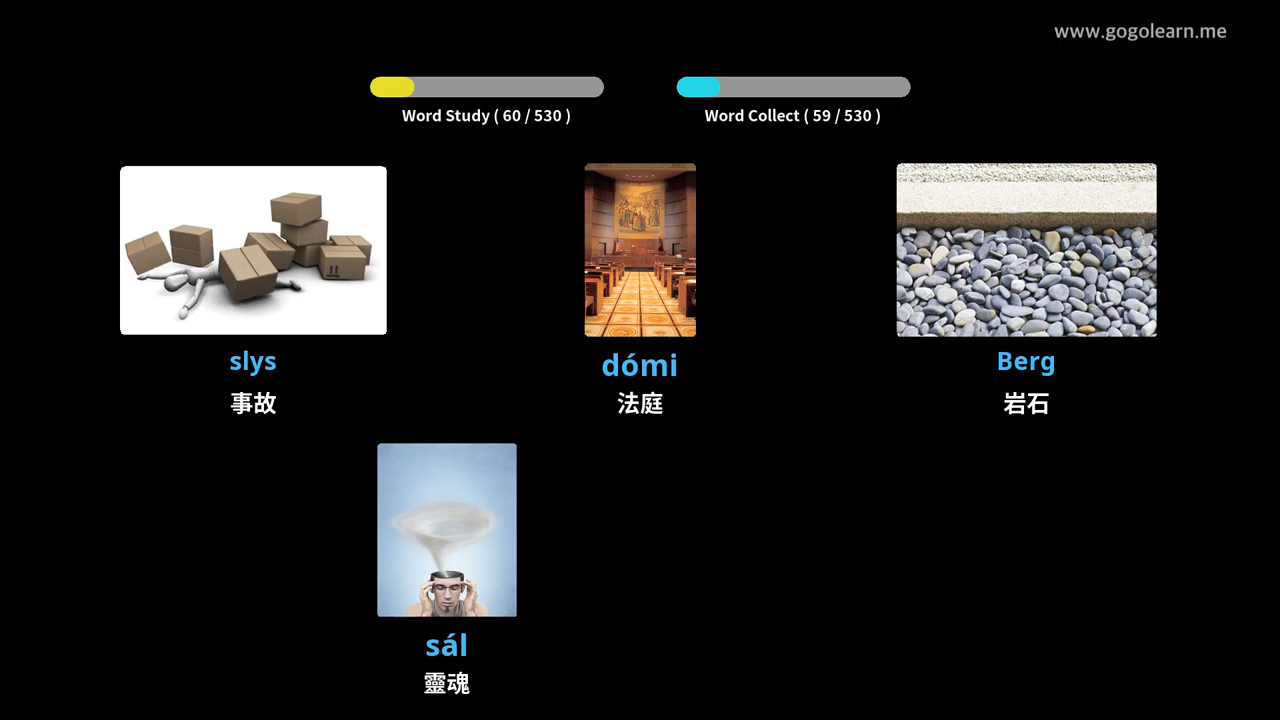 www.gogolearn.me
Word Study ( 60 / 530 )
Word Collect ( 59 / 530 )
slys
事故
dómi
法庭
Berg
岩石
sál
靈魂